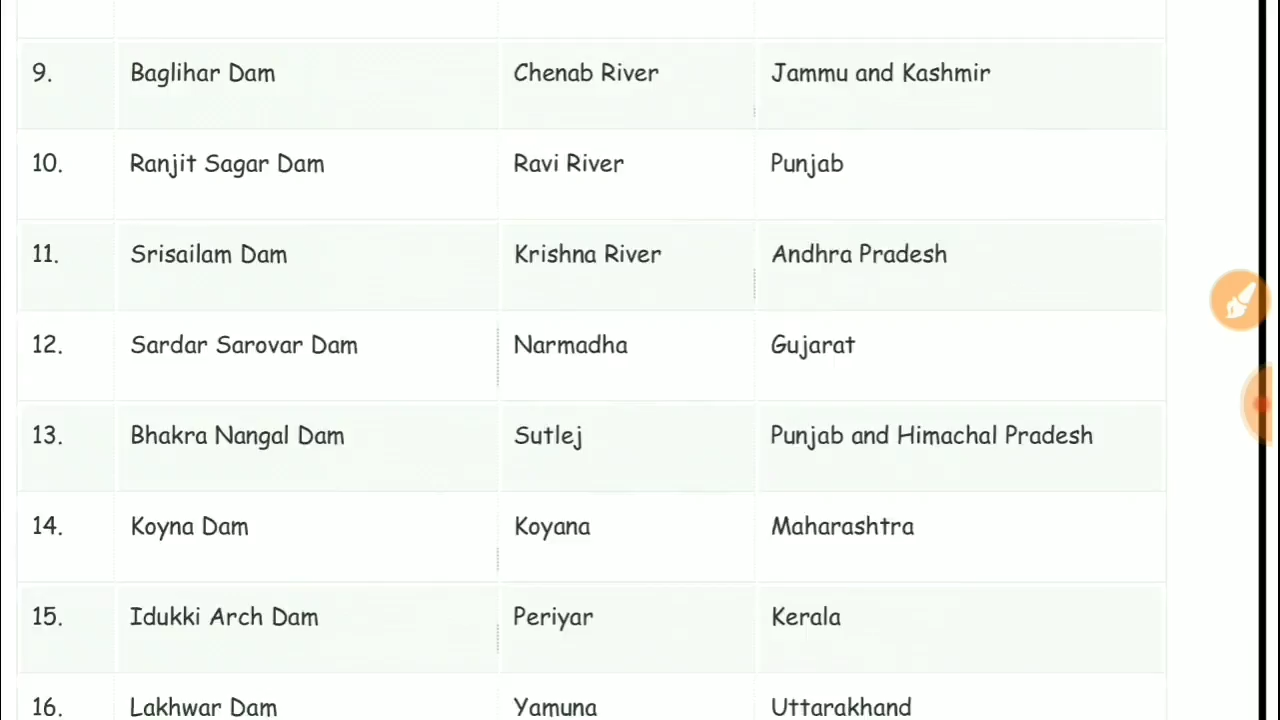 9. Baglihar Dam Chenab River Jammu and Kashmir
10. Ranjit Sagar Dam Ravi River Punjab
11. Srisailam Dam Krishna River Andhra Pradesh
12. Sardar Sarovar Dam Narmadha Gujarat
13. Bhakra Nangal Dam Sutlej Punjab and Himachal Pradesh
14. Koyna Dam Koyana Maharashtra
15. Idukki Arch Dam Periyar Kerala
16. Lakhwar Dam Yamuna Uttarakhand